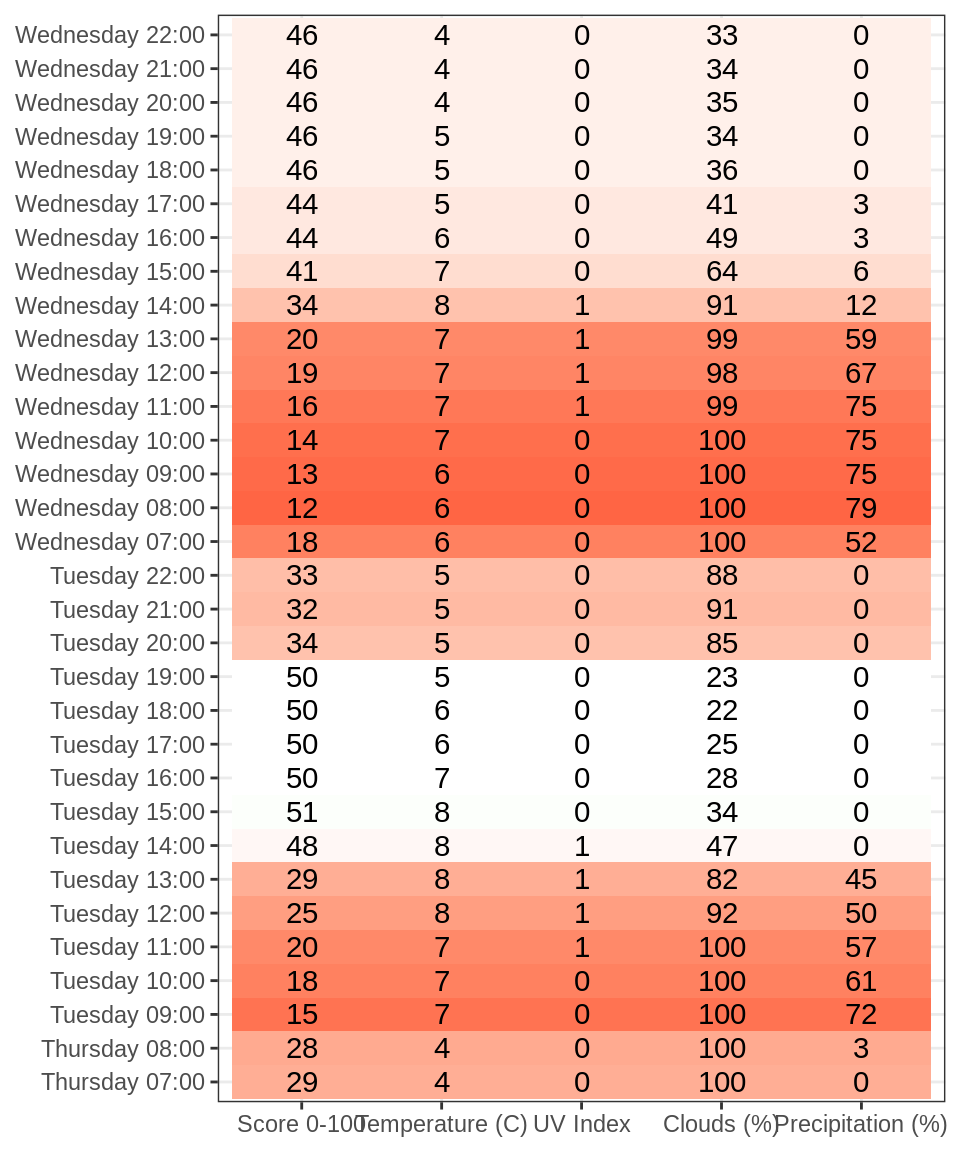 Wednesday 22:00 46 4 0 33 0
Wednesday 21:00 46 4 0 34 0
Wednesday 20:00 46 4 0 35 0
Wednesday 19:00 46 5 0 34 0
Wednesday 18:00 46 5 0 36 0
Wednesday 17:00 44 5 0 41 3
Wednesday 16:00 44 6 0 49 3
Wednesday 15:00 41 7 0 64 6
Wednesday 14:00 34 8 1 91 12
Wednesday 13:00 20 7 1 99 59
Wednesday 12:00 19 7 1 98 67
Wednesday 11:00 16 7 1 99 75
Wednesday 10:00 14 7 0 100 75
Wednesday 09:00 13 6 0 100 75
Wednesday 08:00 12 6 0 100 79
Wednesday 07:00 18 6 0 100 52
Tuesday 22:00 33 5 0 88 0
Tuesday 21:00 32 5 0 91 0
Tuesday 20:00 34 5 0 85 0
Tuesday 19:00 50 5 0 23 0
Tuesday 18:00 50 6 0 22 0
Tuesday 17:00 50 6 0 25 0
Tuesday 16:00 50 7 0 28 0
Tuesday 15:00 51 8 0 34 0
Tuesday 14:00 48 8 1 47 0
Tuesday 13:00 29 8 1 82 45
Tuesday 12:00 25 8 1 92 50
Tuesday 11:00 20 7 1 100 57
Tuesday 10:00 18 7 0 100 61
Tuesday 09:00 15 7 0 100 72
Thursday 08:00 28 4 0 100 3
Thursday 07:00 29 4 0 100 0
Score 0-100 Temperature (C) UV Index Clouds (%) Precipitation (%)